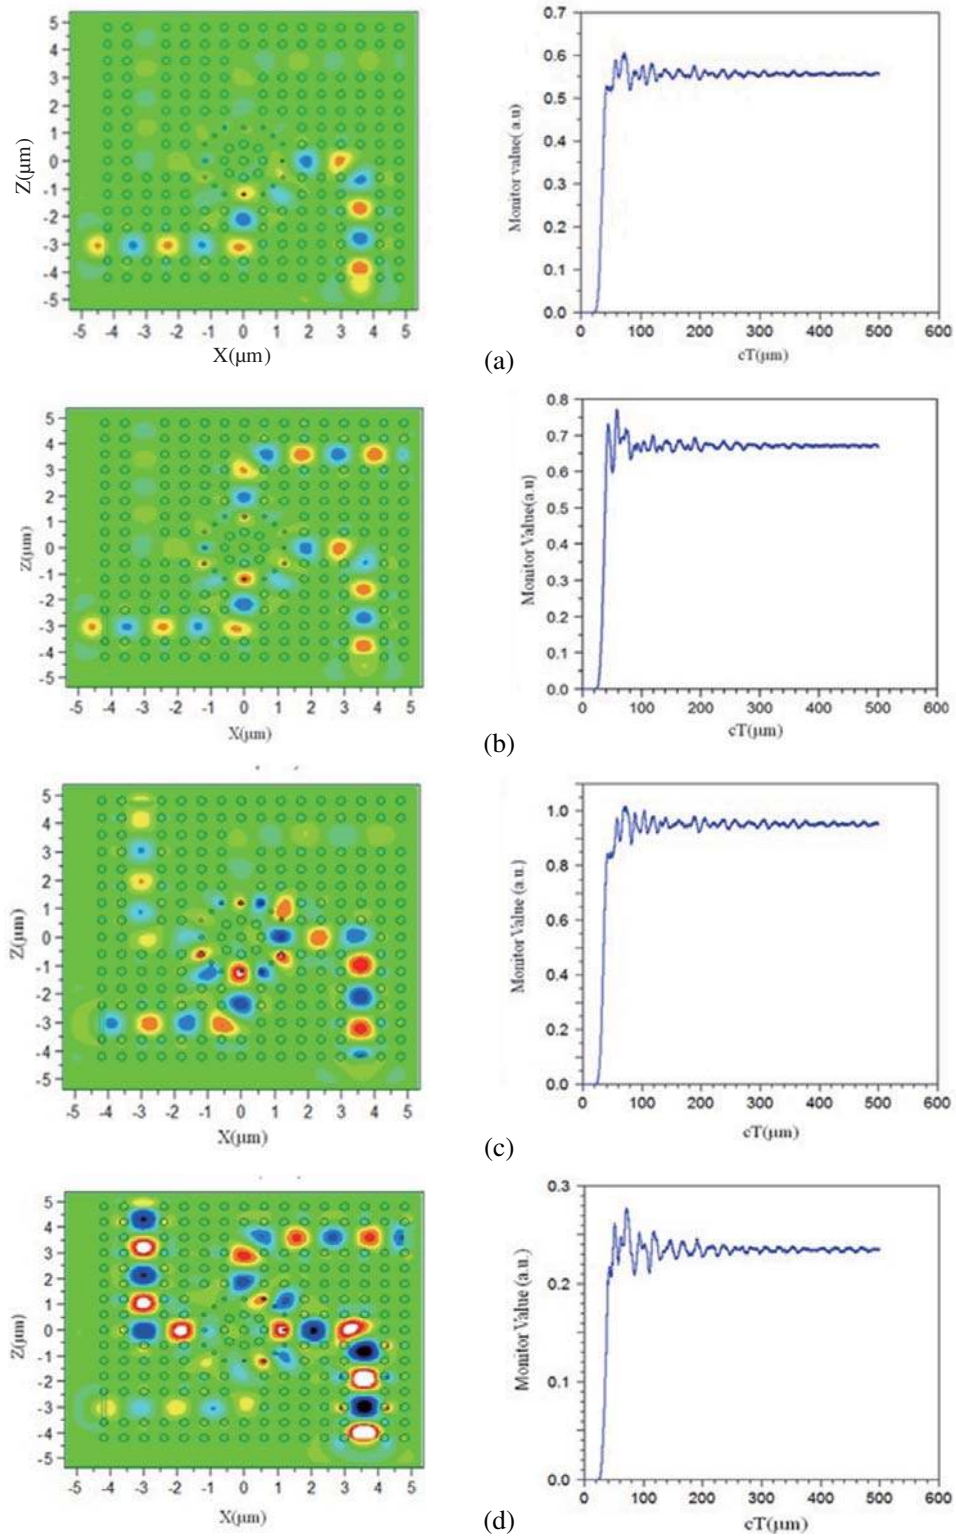 5
4
3
2
1
0
-1
-2
-3
-4
-5
Z(μm)
-5 -4 -3 -2 -1 0 1 2 3 4 5
X(μm)
0.7
0.6
0.5
0.4
0.3
0.2
0.1
0.0
Monitor value( a.u)
0 100 200 300 400 500 600
cT(μm)
(a)
5
4
3
2
1
0
-1
-2
-3
-4
-5
Z(μm)
-5 -4 -3 -2 -1 0 1 2 3 4 5
X(μm)
0.8
0.7
0.6
0.5
0.4
0.3
0.2
0.1
0.0
Monitor Value(a.u)
0 100 200 300 400 500 600
cT(μm)
(b)
5
4
3
2
1
0
-1
-2
-3
-4
-5
Z(μm)
-5 -4 -3 -2 -1 0 1 2 3 4 5
X(μm)
1.0
0.8
0.6
0.4
0.2
0.0
Monitor Value (a.u.)
0 100 200 300 400 500 600
cT(μm)
(c)
5
4
3
2
1
0
-1
-2
-3
-4
-5
Z(μm)
-5 -4 -3 -2 -1 0 1 2 3 4 5
X(μm)
0.3
0.2
0.1
0.0
Monitor Value (a.u.)
0 100 200 300 400 500 600
cT(μm)
(d)